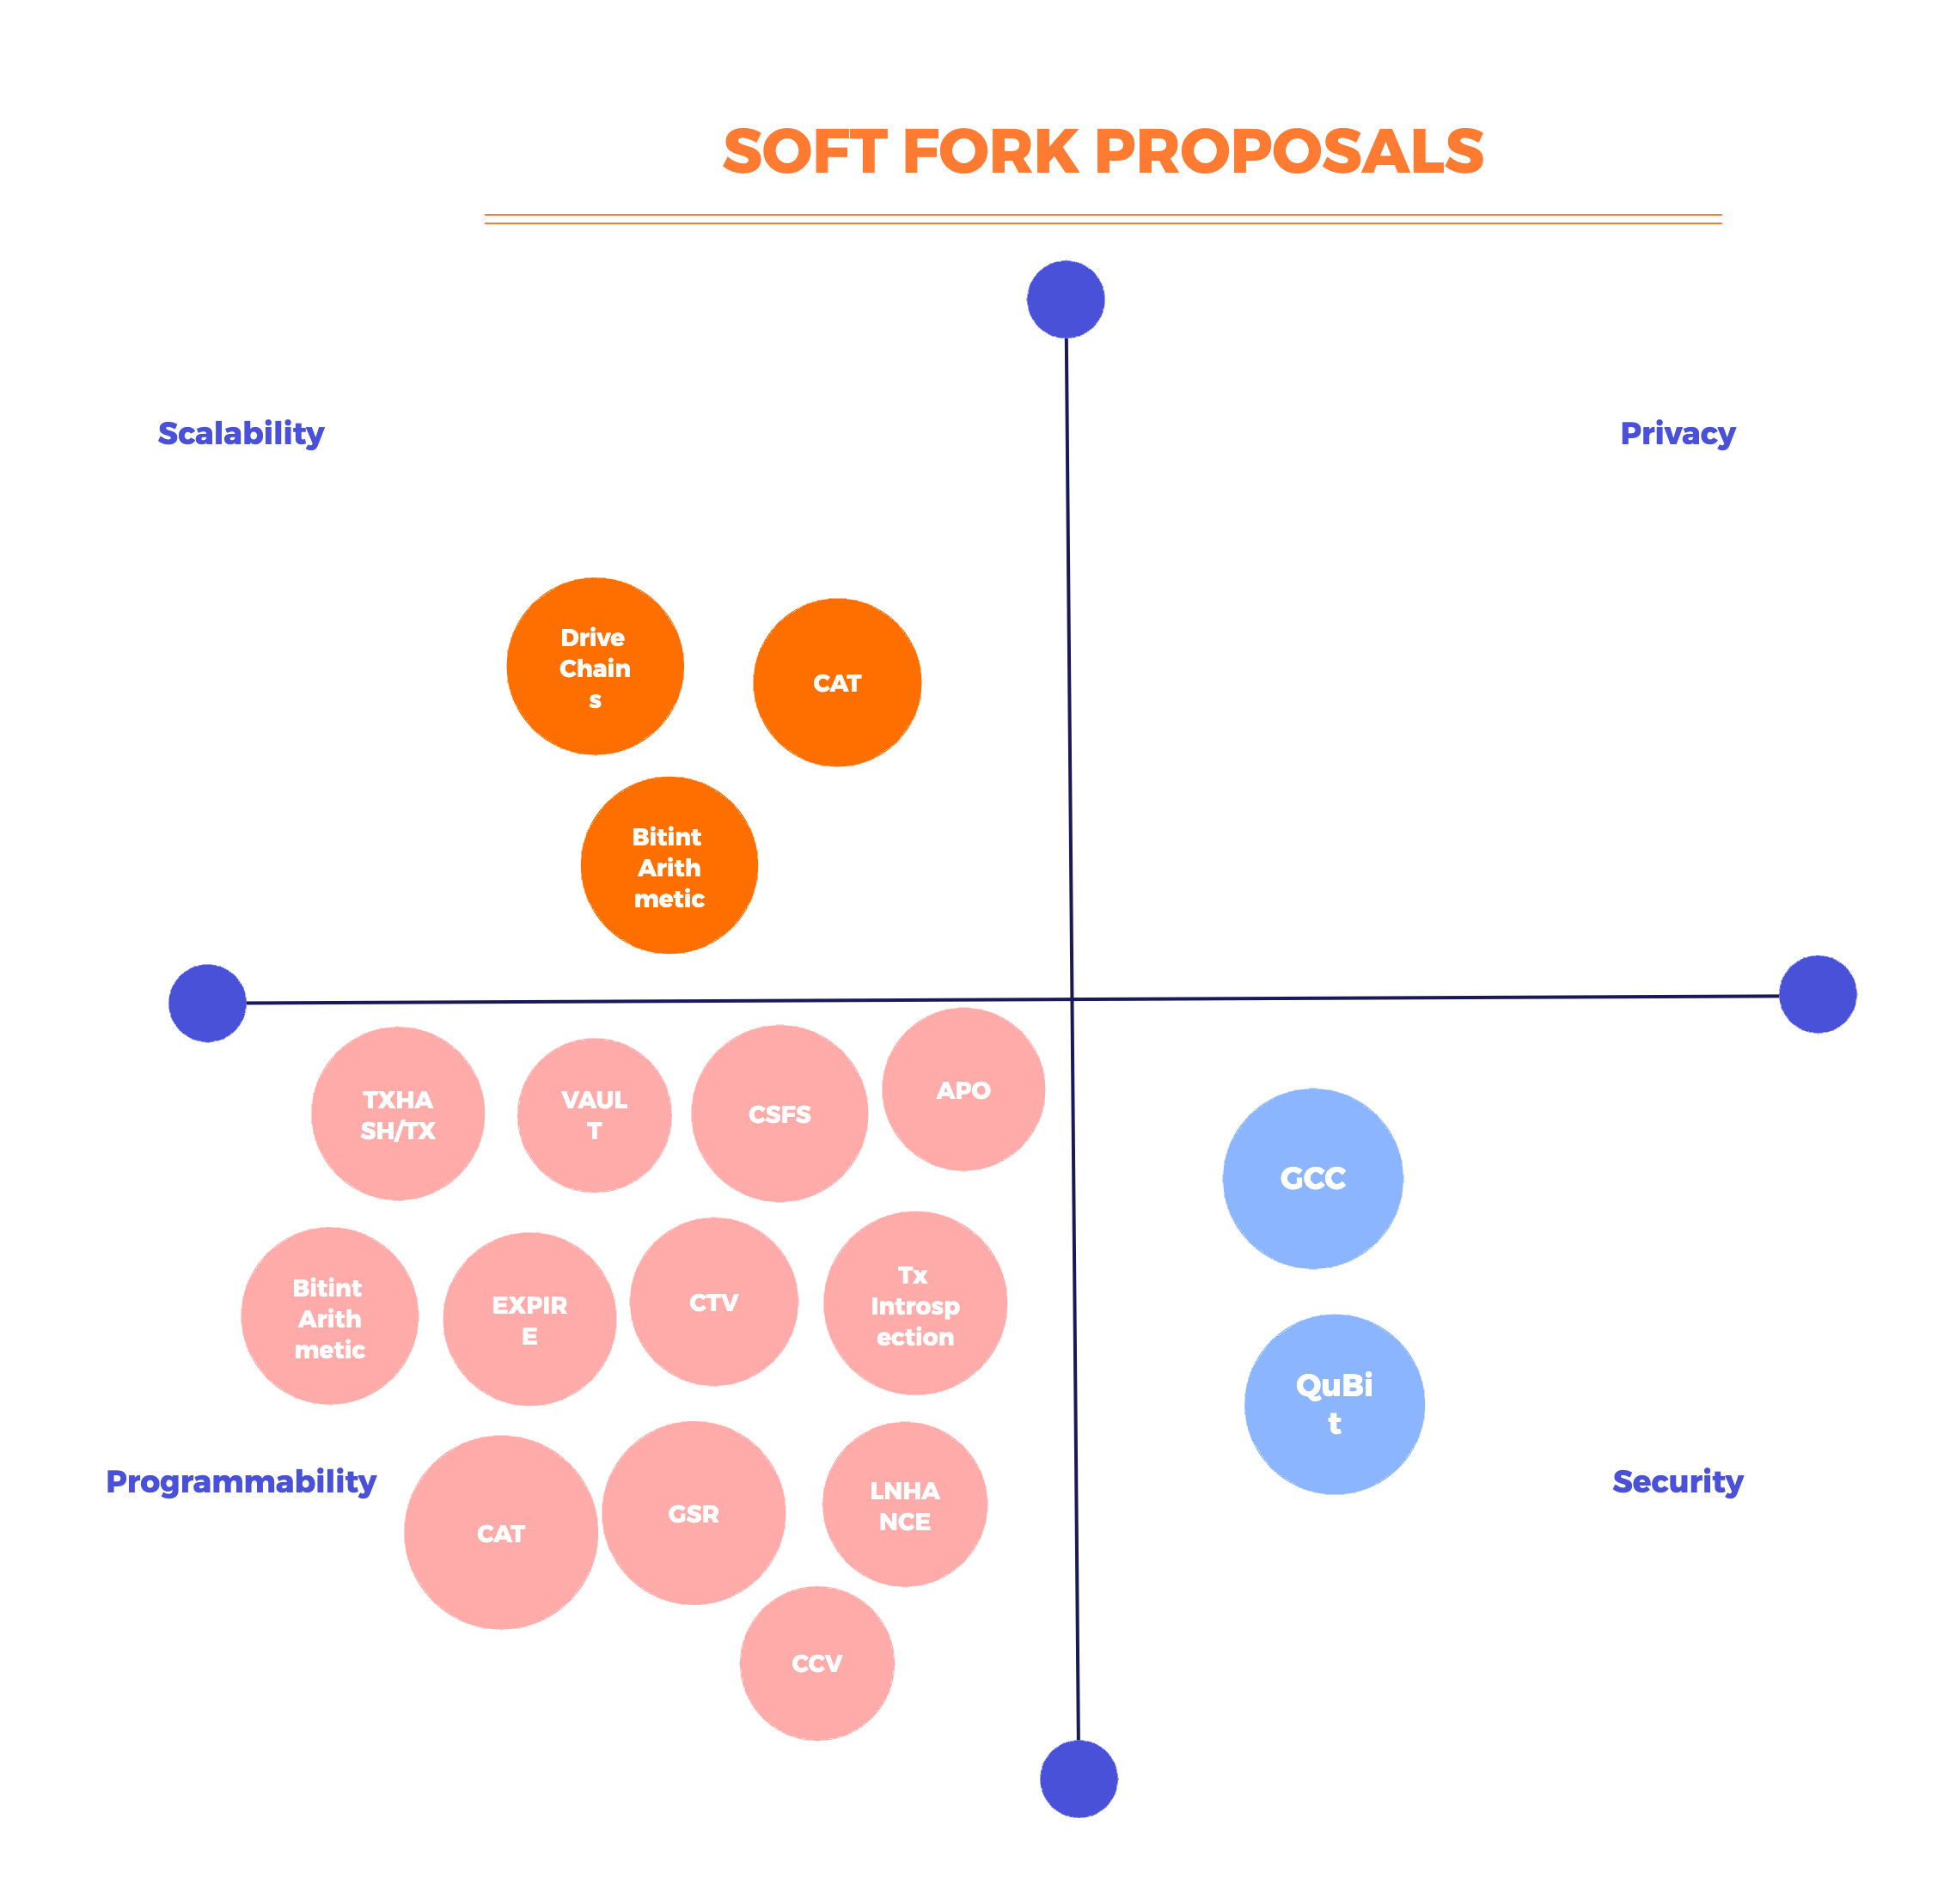 SOFT FORK PROPOSALS
Scalability
Privacy
Drive
Chain
s
CAT
Bitint
Arith
metic
TXHA
SH/TX
VAUL
T
CSFS
APO
GCC
Bitint
Arith
metic
EXPIR
E
CTV
Tx
Introsp
ection
QuBi
t
Programmability
Security
CAT
GSR
LNHA
NCE
CCV